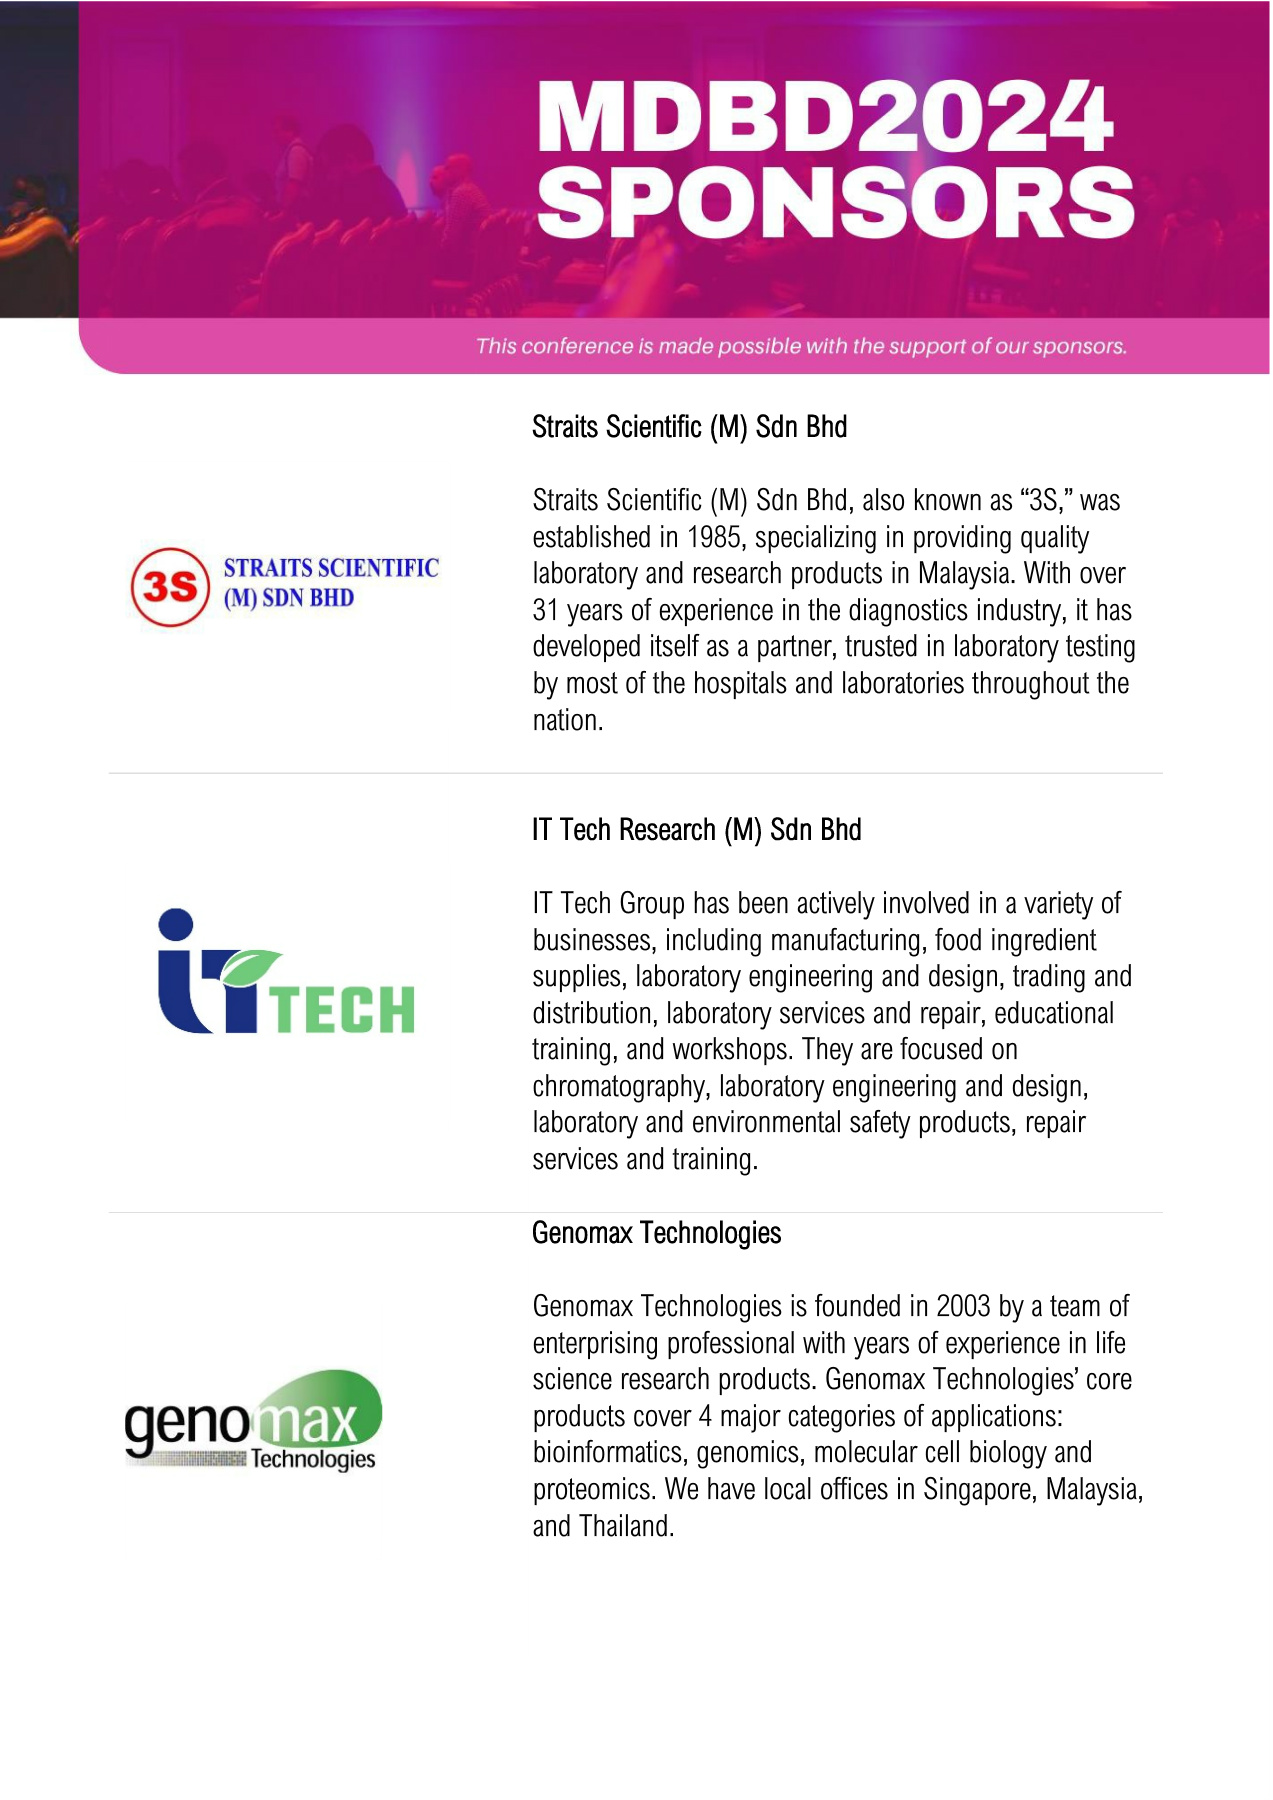 MDBD2024
SPONSORS
This conference is made possible with the support of our sponsors.
Straits Scientific (M) Sdn Bhd
3S
STRAITS SCIENTIFIC
(M) SDN BHD
Straits Scientific (M) Sdn Bhd, also known as “3S,” was
established in 1985, specializing in providing quality
laboratory and research products in Malaysia. With over
31 years of experience in the diagnostics industry, it has
developed itself as a partner, trusted in laboratory testing
by most of the hospitals and laboratories throughout the
nation.
IT Tech Research (M) Sdn Bhd
iT TECH
IT Tech Group has been actively involved in a variety of
businesses, including manufacturing, food ingredient
supplies, laboratory engineering and design, trading and
distribution, laboratory services and repair, educational
training, and workshops. They are focused on
chromatography, laboratory engineering and design,
laboratory and environmental safety products, repair
services and training.
Genomax Technologies
genomax
Technologies
Genomax Technologies is founded in 2003 by a team of
enterprising professional with years of experience in life
science research products. Genomax Technologies’ core
products cover 4 major categories of applications:
bioinformatics, genomics, molecular cell biology and
proteomics. We have local offices in Singapore, Malaysia,
and Thailand.